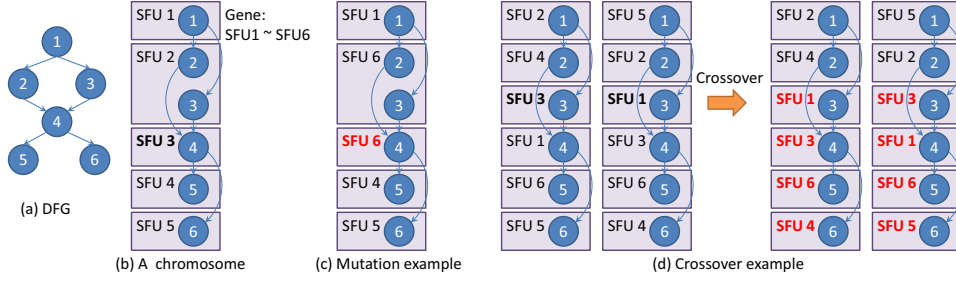 1
2
3
4
5
6
(a) DFG
SFU 1
1
SFU 2
2
3
SFU 3
4
SFU 4
5
SFU 5
6
(b) A chromosome
Gene:
SFU1 ~ SFU6
SFU 1
1
SFU 6
2
3
SFU 6
4
SFU 4
5
SFU 5
6
(c) Mutation example
SFU 2
1
SFU 4
2
SFU 3
3
SFU 1
4
SFU 6
5
SFU 5
6
SFU 5
1
SFU 2
2
SFU 1
3
SFU 3
4
SFU 6
5
SFU 4
6
Crossover
SFU 2
1
SFU 4
2
SFU 1
3
SFU 3
4
SFU 6
5
SFU 4
6
SFU 5
1
SFU 2
2
SFU 3
3
SFU 1
4
SFU 6
5
SFU 5
6
(d) Crossover example